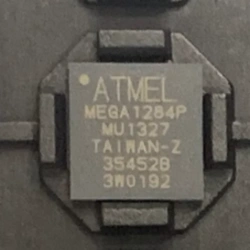 ATMEL
MEGA1284P
MU1327
TAIWAN-Z
35452B
3W0192